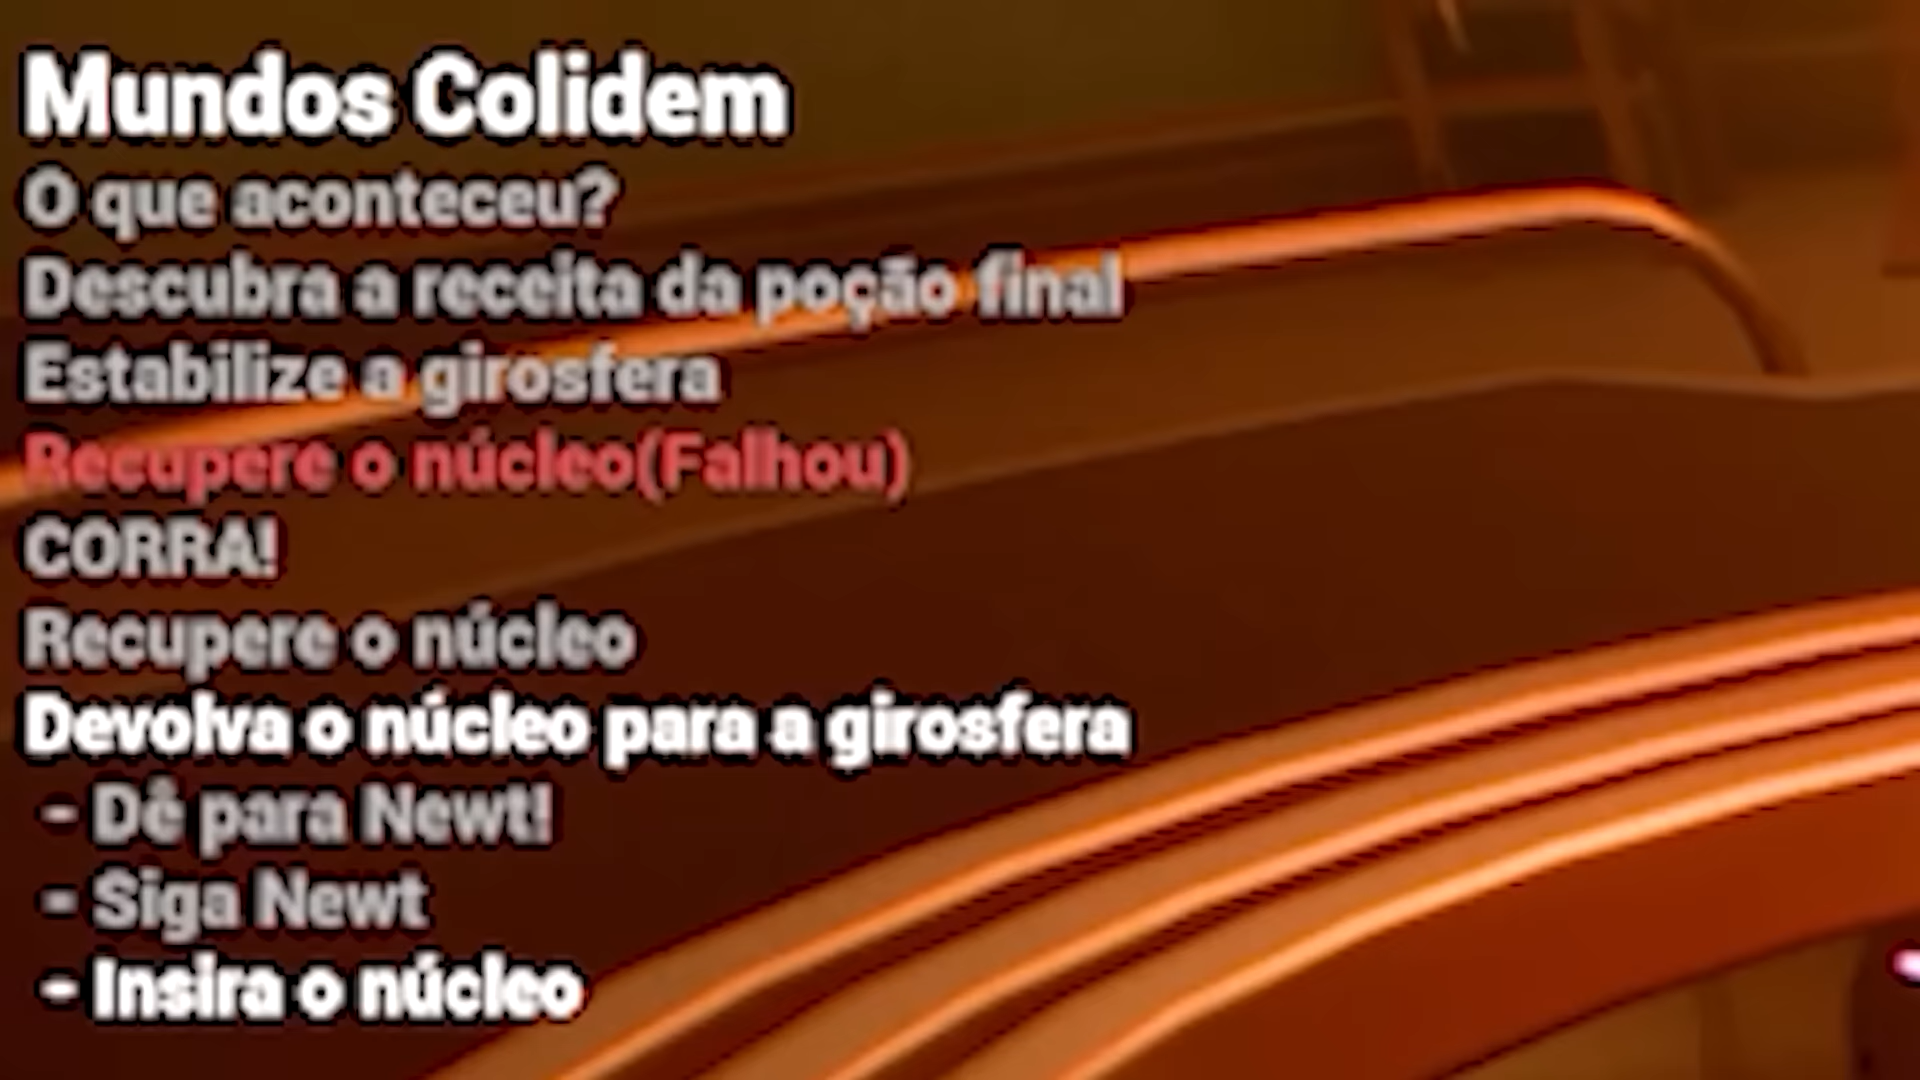 Mundos Colidem
O que aconteceu?
Descubra a receita da poção final
Estabilize a girosfera
Recupere o núcleo(Falhou)
CORRA!
Recupere o núcleo
Devolva o núcleo para a girosfera
- Dê para Newt!
- Siga Newt
- Insira o núcleo